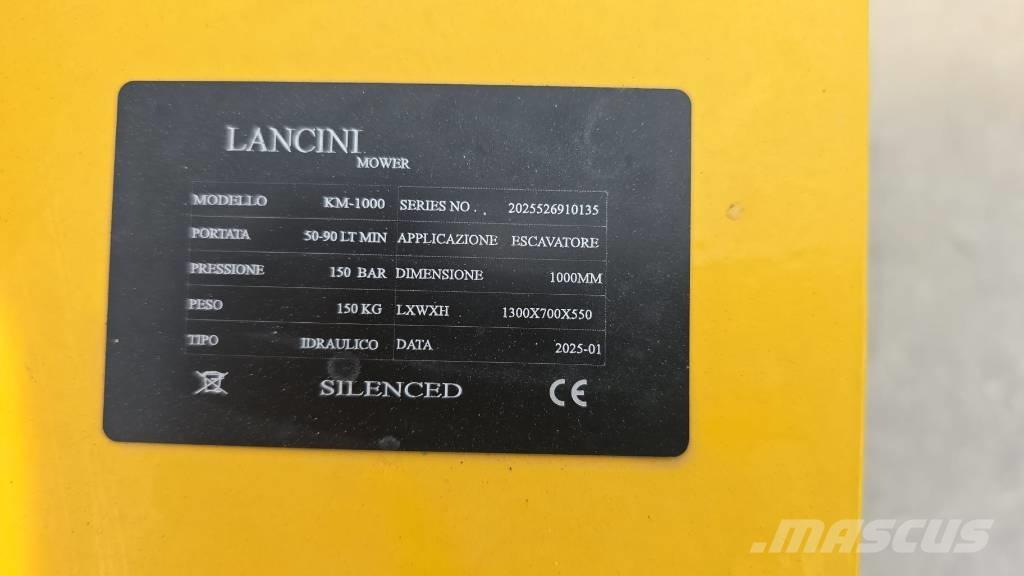 LANCINI
MOWER
MODELLO KM-1000 SERIES NO . . 2025526910135
PORTATA 50-90 LT MIN APPLICAZIONE ESCAVATORE
PRESSIONE 150 BAR DIMENSIONE 1000MM
PESO 150 KG LXWXH 1300X700X550
TIPO IDRAULICO DATA 2025-01
SILENCED CE
MASCUS